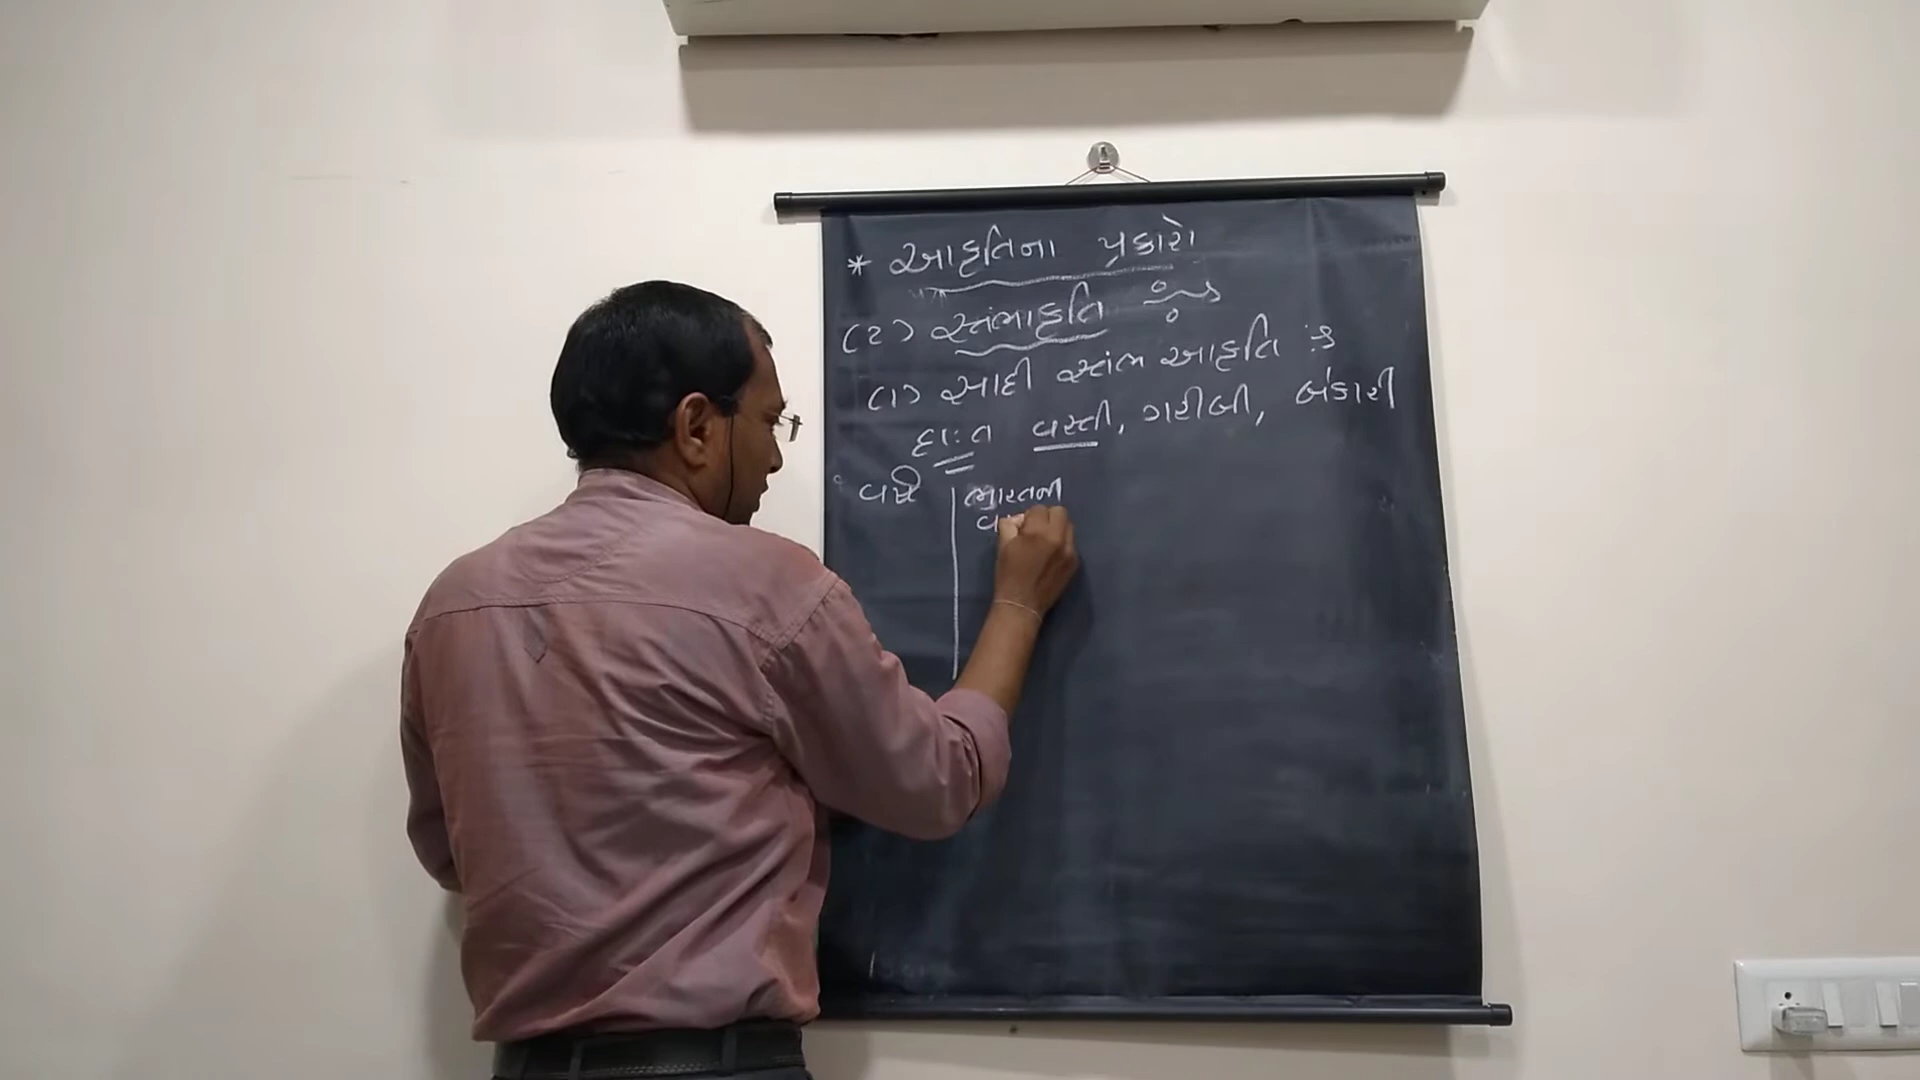 * આકૃતિના પ્રકારો
(૨) સ્તંભાકૃતિ
(૧) સાદી સ્તંભ આકૃતિ :
દા.ત વસ્તી, ગરીબી, બેકારી
વર્ષ ભારતની
વ